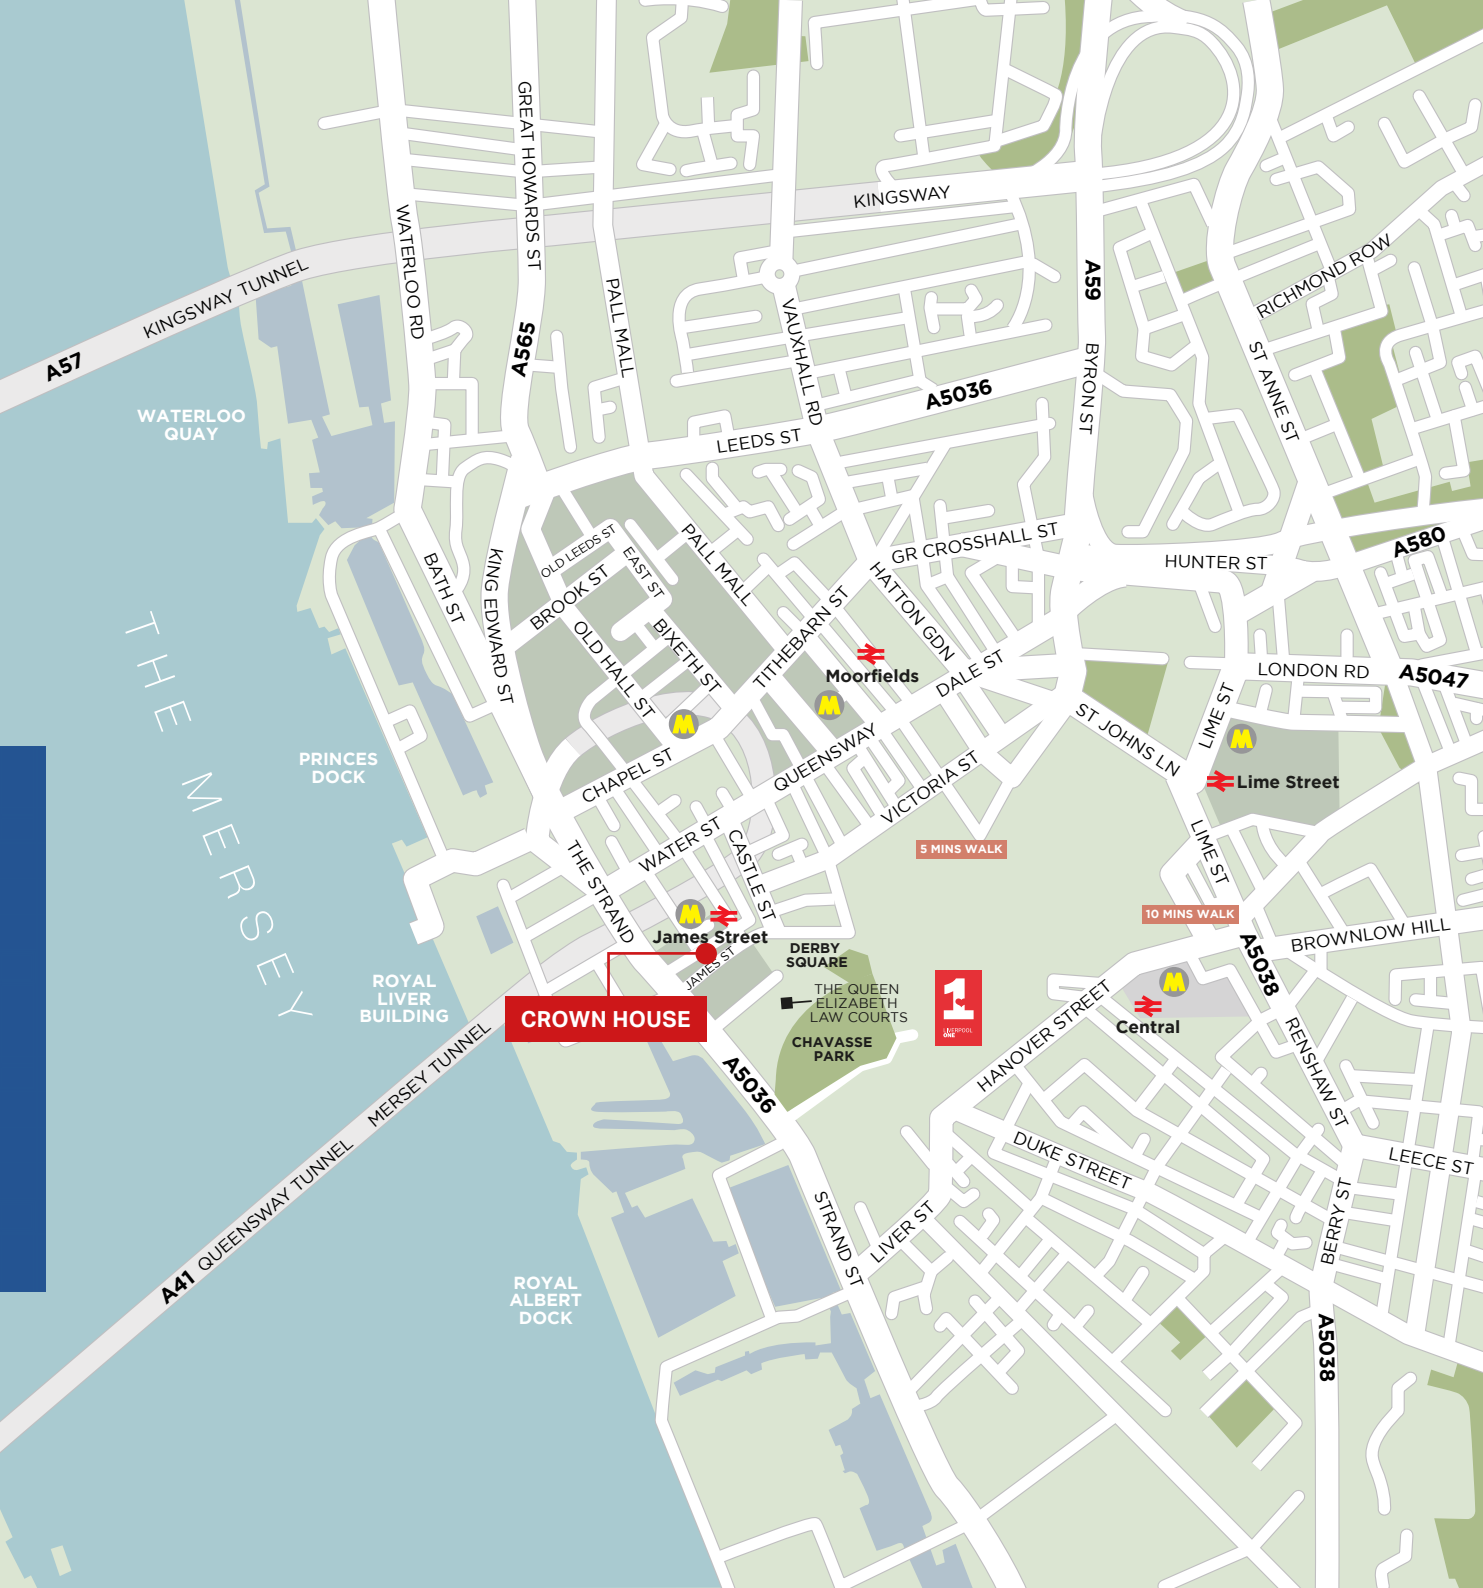 GREAT HOWARDS ST
KINGSWAY
WATERLOO RD
KINGSWAY TUNNEL
A57
A565
PALL MALL
VAUXHALL RD
A59
BYRON ST
RICHMOND ROW
ST ANNE ST
A5036
LEEDS ST
WATERLOO
QUAY
OLD LEEDS ST
EAST ST
BROOK ST
PALL MALL
GR CROSSHALL ST
HUNTER ST
A580
BATH ST
KING EDWARD ST
OLD HALL ST
BIXETH ST
TITHEBARN ST
HATTON GDN
DALE ST
Moorfields
LONDON RD
A5047
ST JOHNS LN
LIME ST
Lime Street
THE MERSEY
PRINCES
DOCK
CHAPEL ST
QUEENSWAY
VICTORIA ST
5 MINS WALK
WATER ST
CASTLE ST
THE STRAND
LIME ST
10 MINS WALK
BROWNLOW HILL
James Street
JAMES ST
DERBY
SQUARE
A5038
ROYAL
LIVER
BUILDING
CROWN HOUSE
THE QUEEN
ELIZABETH
LAW COURTS
CHAVASSE
PARK
1
LIVERPOOL
ONE
Central
HANOVER STREET
RENSHAW ST
MERSEY TUNNEL
A5036
DUKE STREET
LEECE ST
QUEENSWAY TUNNEL
A41
STRAND ST
LIVER ST
BERRY ST
ROYAL
ALBERT
DOCK
A5038